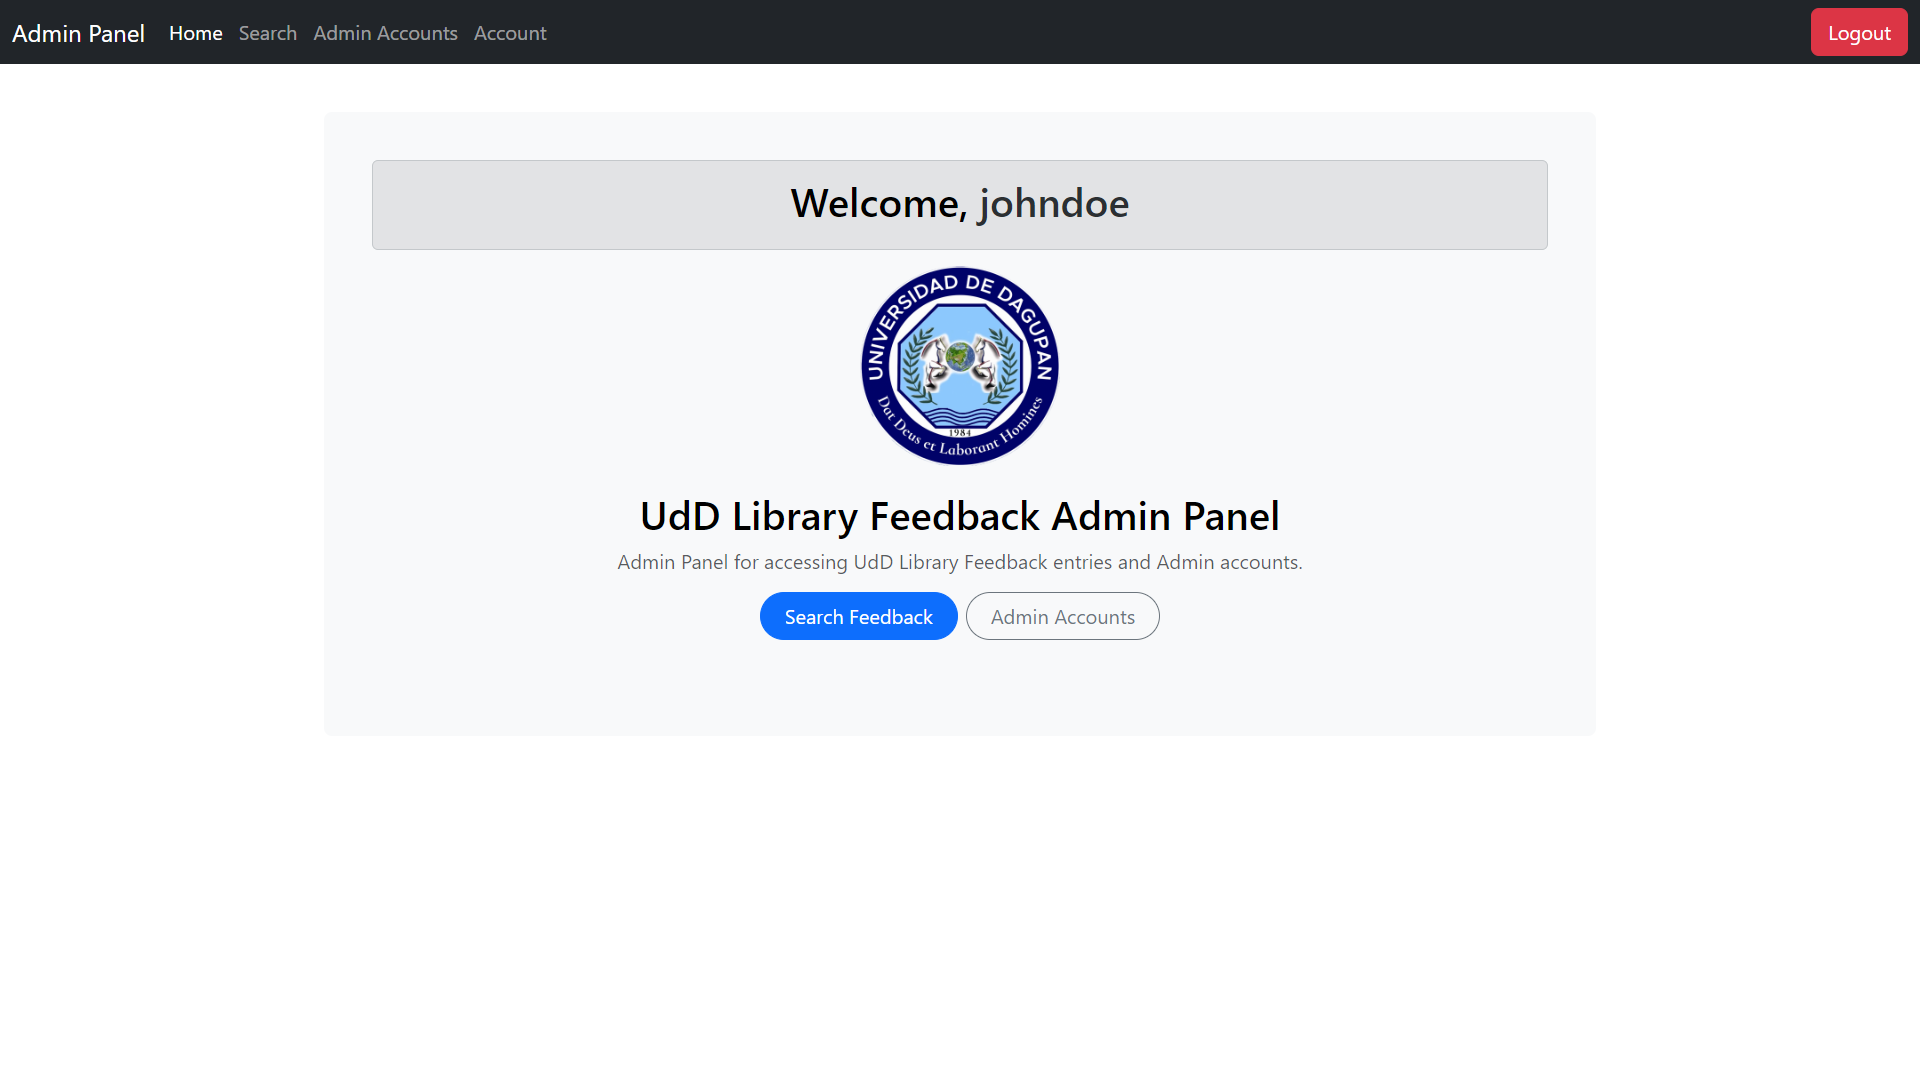 Admin Panel Home Search Admin Accounts Account Logout
Welcome, johndoe
UNIVERSIDAD DE DAGUPAN
1984
Dat Deus et Laborant Homines
UdD Library Feedback Admin Panel
Admin Panel for accessing UdD Library Feedback entries and Admin accounts.
Search Feedback Admin Accounts